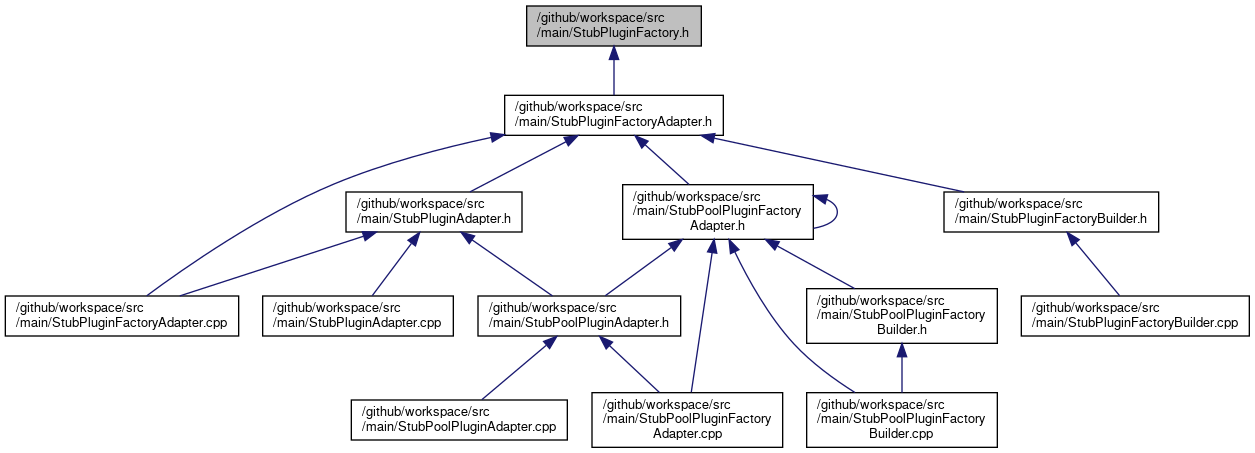 /github/workspace/src
/main/StubPluginFactory.h
/github/workspace/src
/main/StubPluginFactoryAdapter.h
/github/workspace/src
/main/StubPluginAdapter.h
/github/workspace/src
/main/StubPoolPluginFactory
Adapter.h
/github/workspace/src
/main/StubPluginFactoryBuilder.h
/github/workspace/src
/main/StubPluginFactoryAdapter.cpp
/github/workspace/src
/main/StubPluginAdapter.cpp
/github/workspace/src
/main/StubPoolPluginAdapter.h
/github/workspace/src
/main/StubPoolPluginFactory
Builder.h
/github/workspace/src
/main/StubPluginFactoryBuilder.cpp
/github/workspace/src
/main/StubPoolPluginAdapter.cpp
/github/workspace/src
/main/StubPoolPluginFactory
Adapter.cpp
/github/workspace/src
/main/StubPoolPluginFactory
Builder.cpp